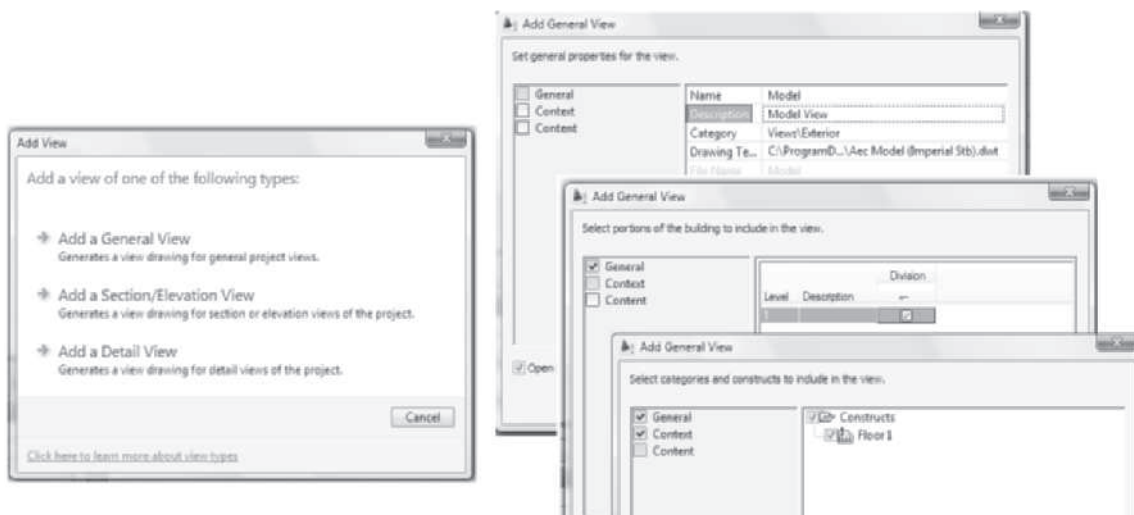 Add View
Add a view of one of the following types:
Add a General View
Generates a view drawing for general project views.
Add a Section/Elevation View
Generates a view drawing for section or elevation views of the project.
Add a Detail View
Generates a view drawing for detail views of the project.
Cancel
Click here to learn more about view types
Add General View
Set general properties for the view.
General
Context
Content
Name Model
Description Model View
Category Views\Exterior
Drawing Te... C:\ProgramD...\Aec Model (Imperial Stb).dwt
File Name Model
Open
Add General View
Select portions of the building to include in the view.
General
Context
Content
Division
Level Description
1
Add General View
Select categories and constructs to include in the view.
General
Context
Content
Constructs
Floor1